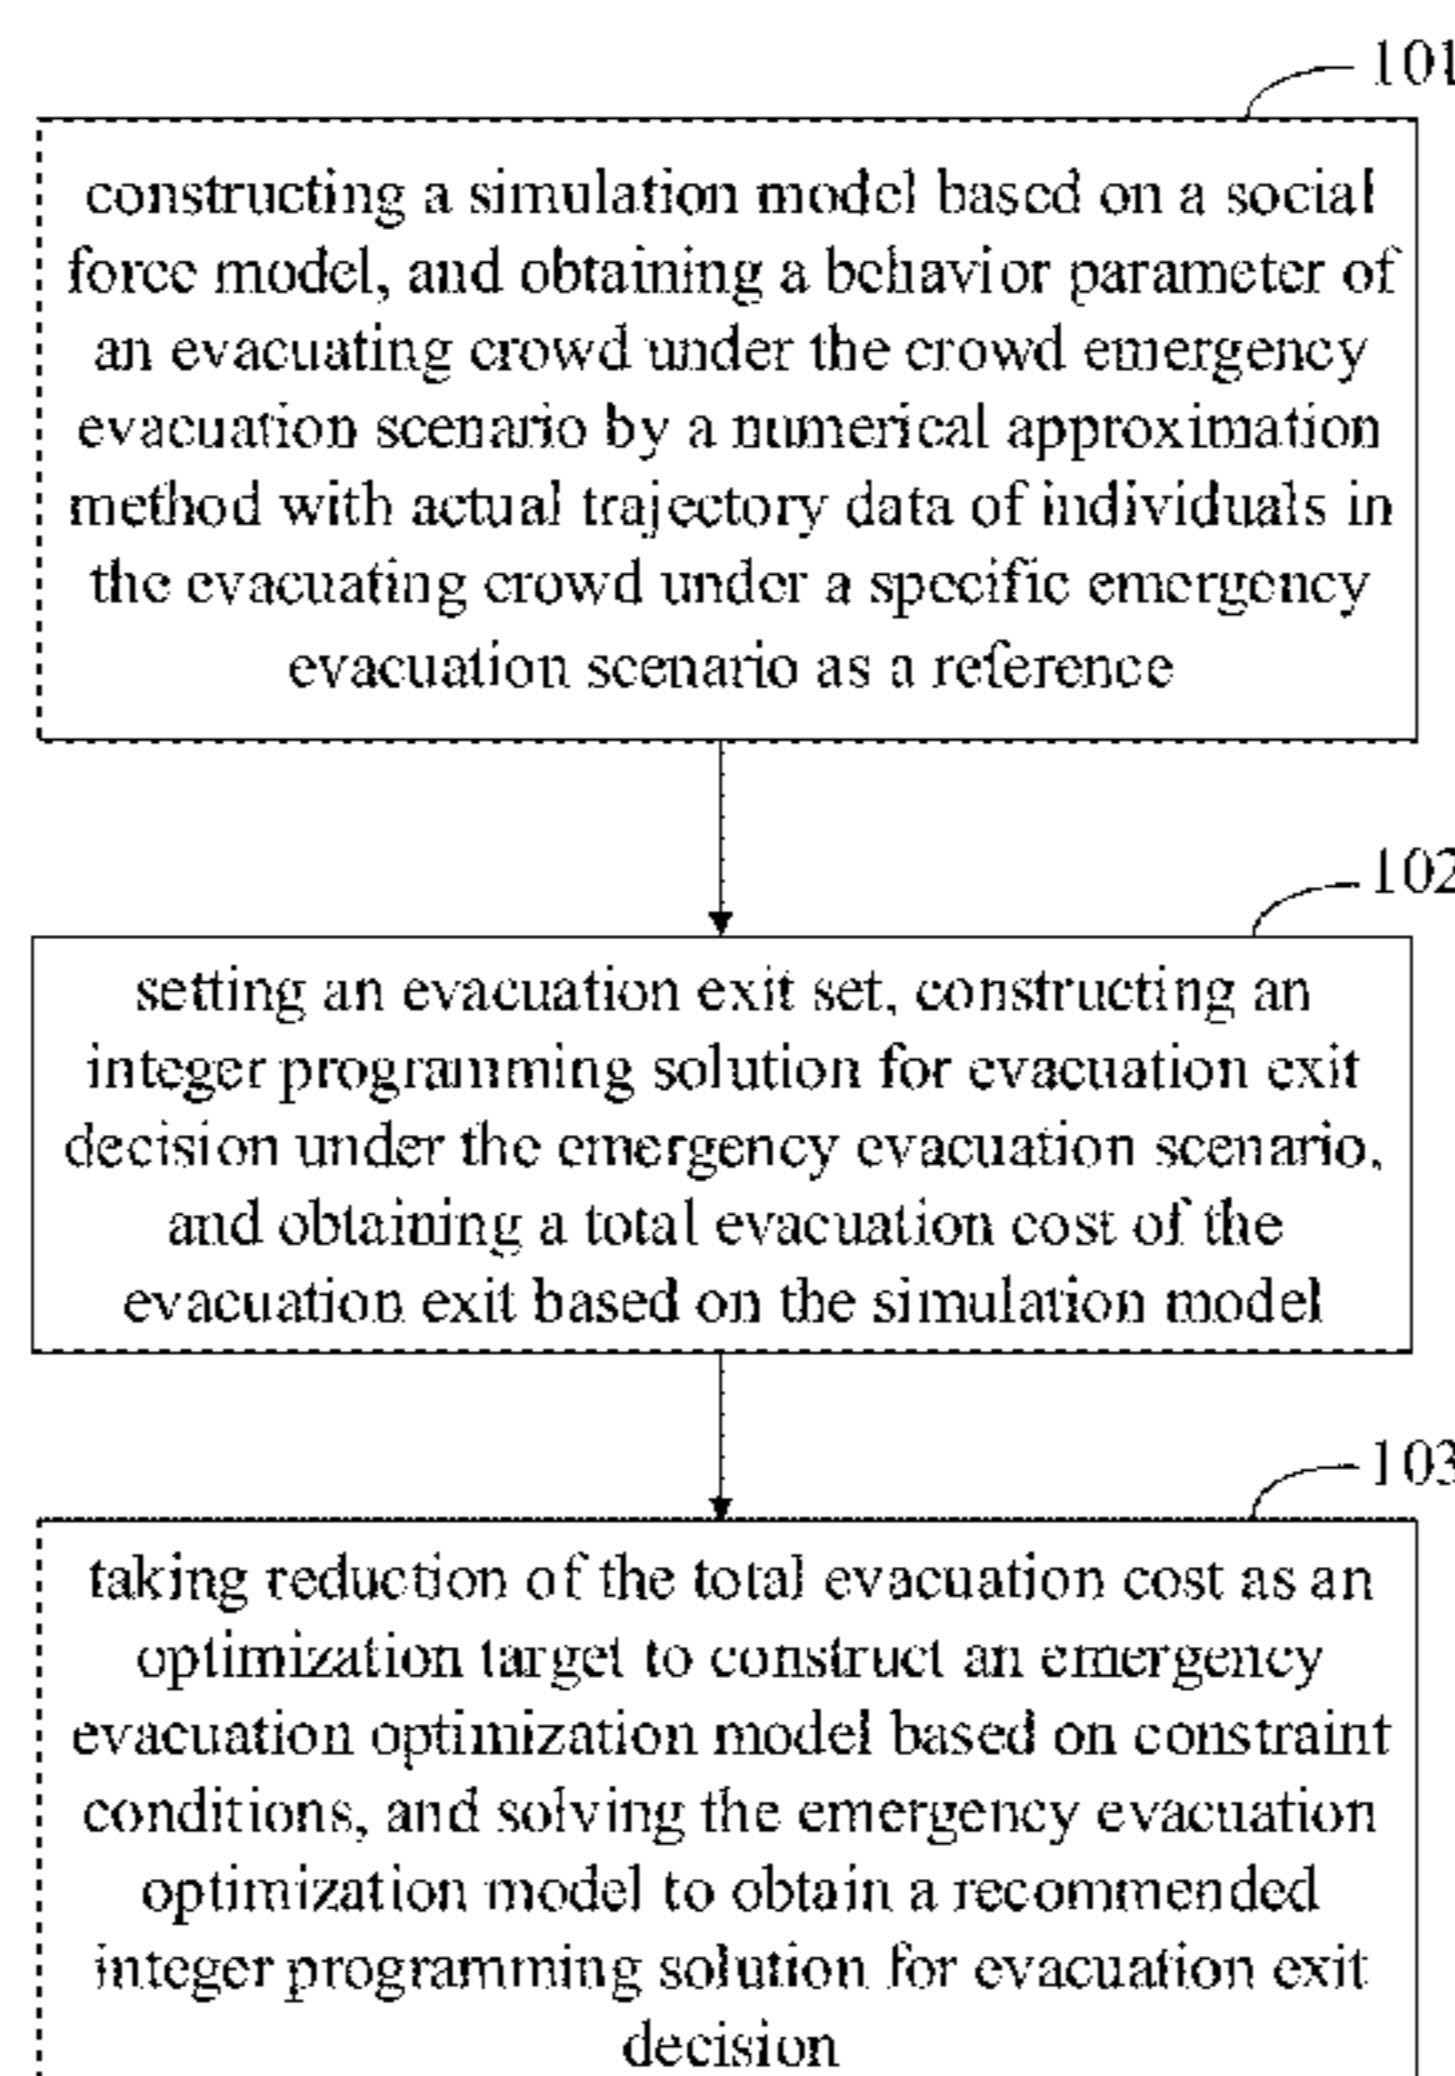 101
constructing a simulation model based on a social
force model, and obtaining a behavior parameter of
an evacuating crowd under the crowd emergency
evacuation scenario by a numerical approximation
method with actual trajectory data of individuals in
the evacuating crowd under a specific emergency
evacuation scenario as a reference
102
setting an evacuation exit set, constructing an
integer programming solution for evacuation exit
decision under the emergency evacuation scenario,
and obtaining a total evacuation cost of the
evacuation exit based on the simulation model
103
taking reduction of the total evacuation cost as an
optimization target to construct an emergency
evacuation optimization model based on constraint
conditions, and solving the emergency evacuation
optimization model to obtain a recommended
integer programming solution for evacuation exit
decision